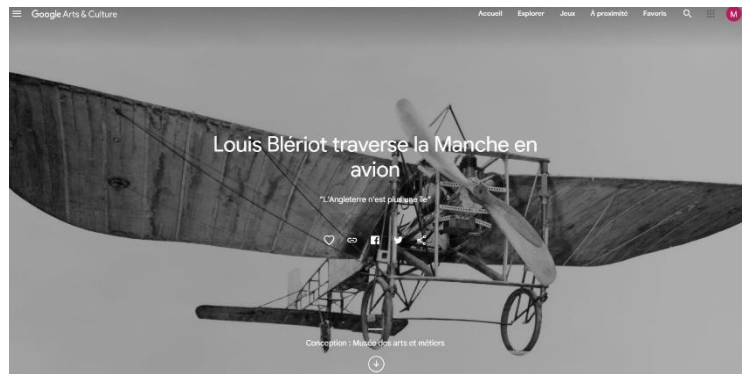 Google Arts & Culture Accueil Explorer Jeux À proximité Favoris M
Louis Blériot traverse la Manche en
avion
"L'Angleterre n'est plus une île"
Conception : Musée des arts et métiers